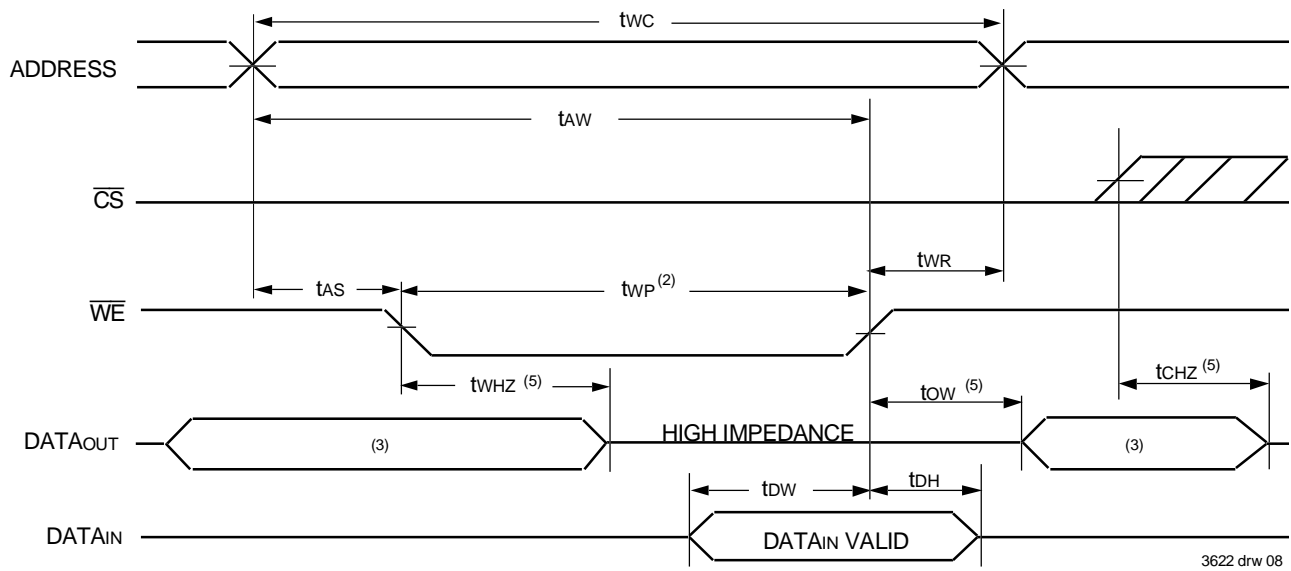 tWC
ADDRESS
tAW
CS
tWR
tAS
tWP (2)
WE
tWHZ (5)
tCHZ (5)
tOW (5)
DATAOUT
(3)
HIGH IMPEDANCE
(3)
tDW
tDH
DATAIN
DATAIN VALID
3622 drw 08